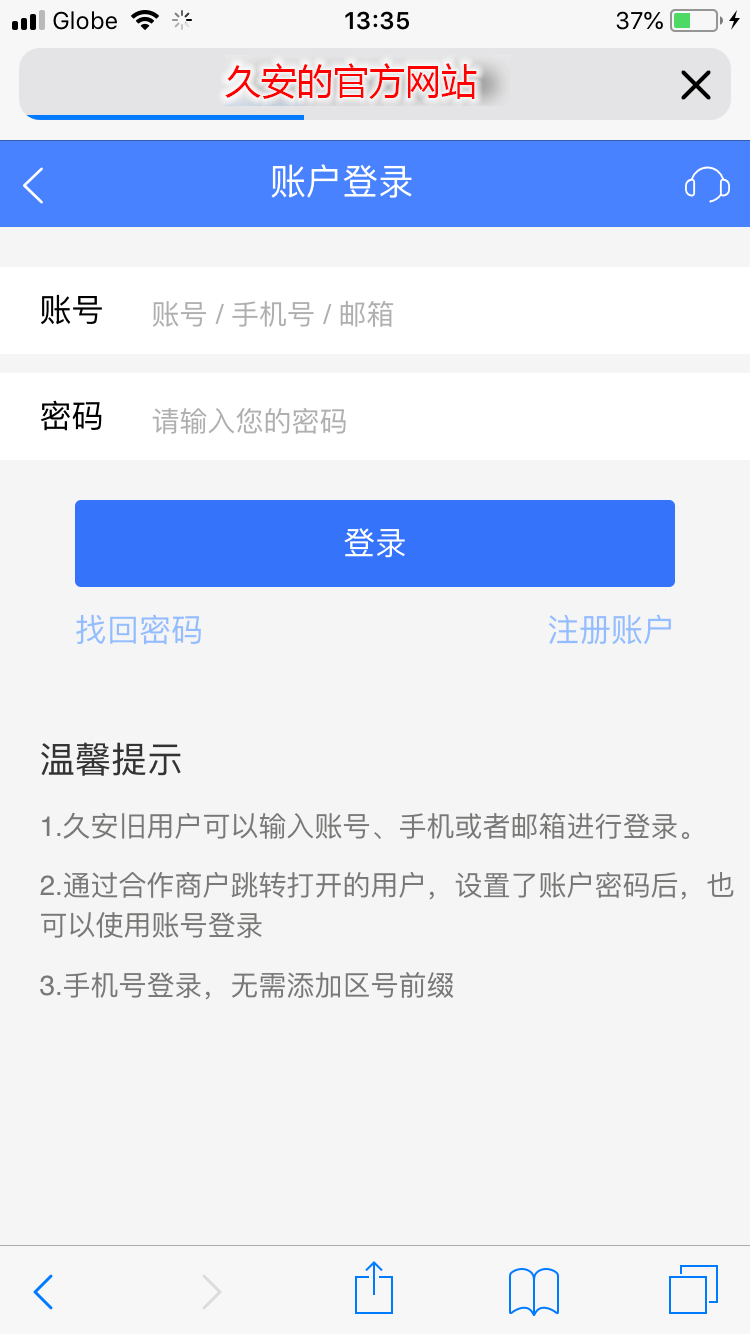 Globe 13:35 37%
久安的官方网站
账户登录
账号 账号 / 手机号 / 邮箱
密码 请输入您的密码
登录
找回密码 注册账户
温馨提示
1.久安旧用户可以输入账号、手机或者邮箱进行登录。
2.通过合作商户跳转打开的用户，设置了账户密码后，也
可以使用账号登录
3.手机号登录，无需添加区号前缀